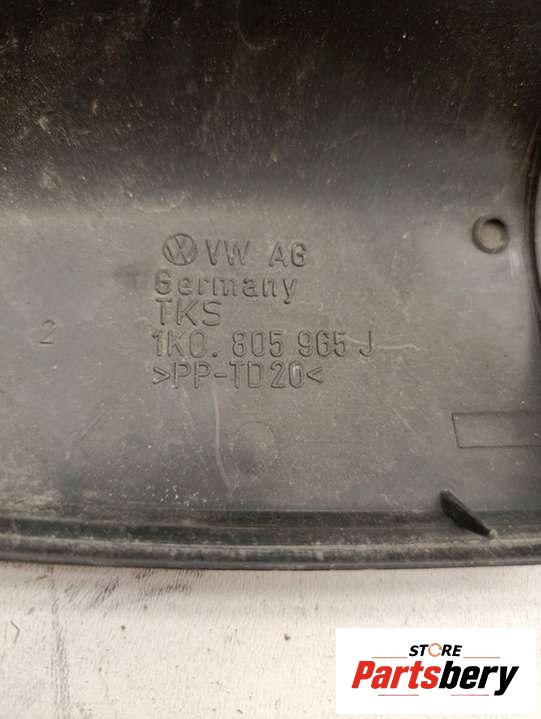 VW AG
Germany
TKS
2
1K0.805 965 J
>PP-TD20<
STORE
Partsbery